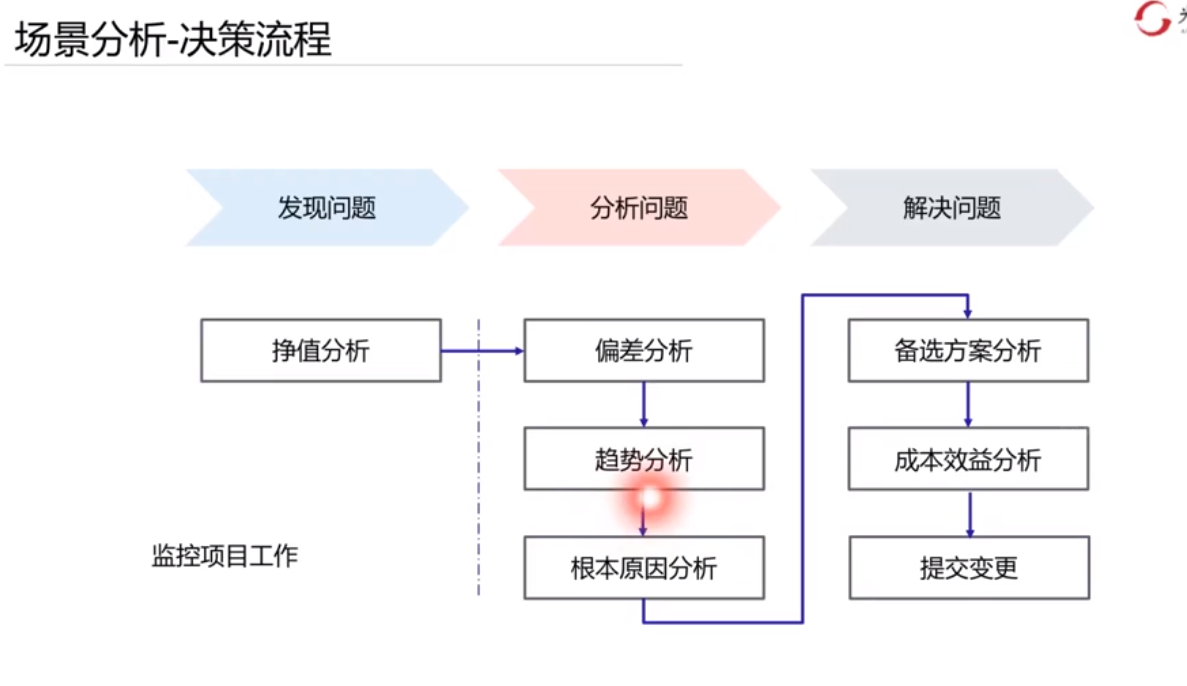 场景分析-决策流程
发现问题
分析问题
解决问题
挣值分析
偏差分析
备选方案分析
趋势分析
成本效益分析
监控项目工作
根本原因分析
提交变更